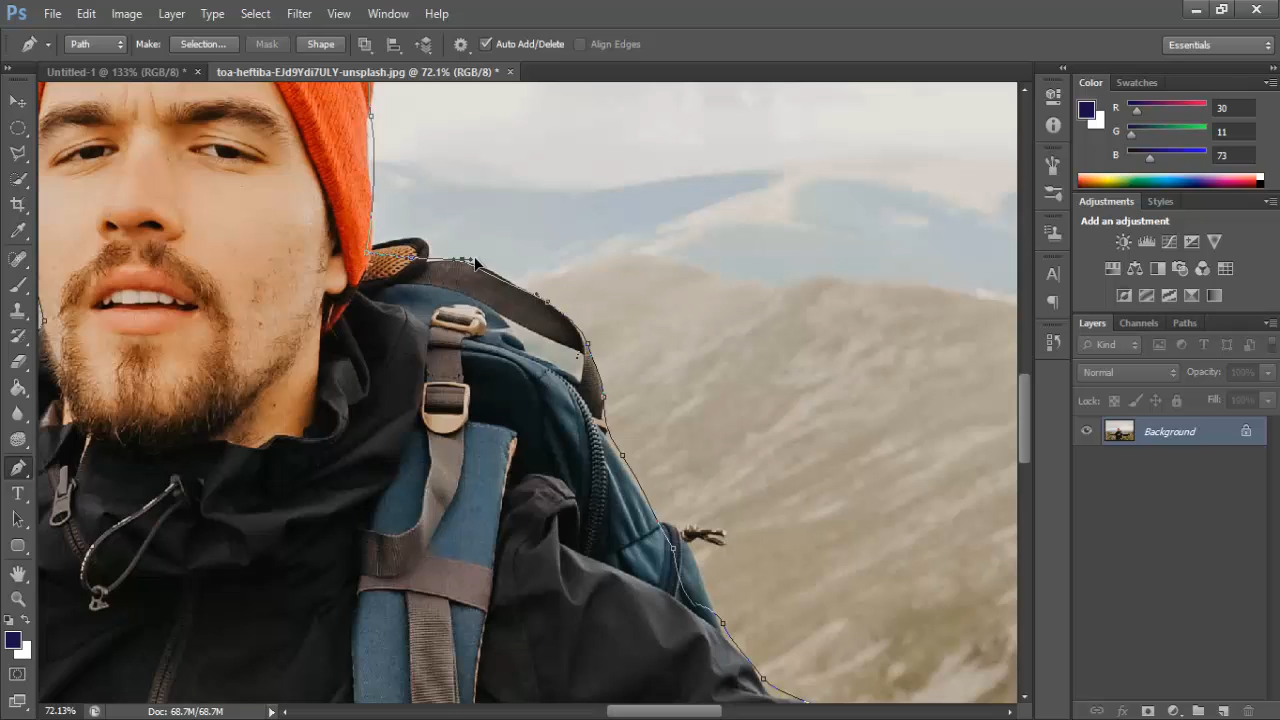 Ps File Edit Image Layer Type Select Filter View Window Help
Path Make: Selection... Mask Shape Auto Add/Delete Align Edges Essentials
Untitled-1 @ 133% (RGB/8) * × toa-heftiba-EJd9Ydi7ULY-unsplash.jpg @ 72.1% (RGB/8) * ×
Color Swatches
R 30
G 11
B 73
Adjustments Styles
Add an adjustment
Layers Channels Paths
Kind
Normal Opacity: 100%
Lock: Fill: 100%
Background
72.13% Doc: 68.7M/68.7M